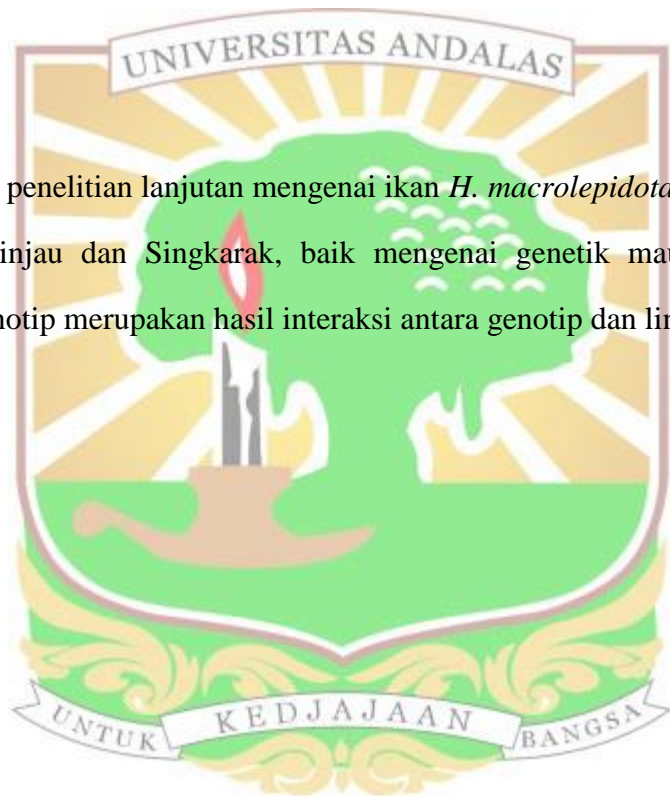 UNIVERSITAS ANDALAS
penelitian lanjutan mengenai ikan H. macrolepidota
injau dan Singkarak, baik mengenai genetik mau
notip merupakan hasil interaksi antara genotip dan lin
UNTUK KEDJAJAAN BANGSA